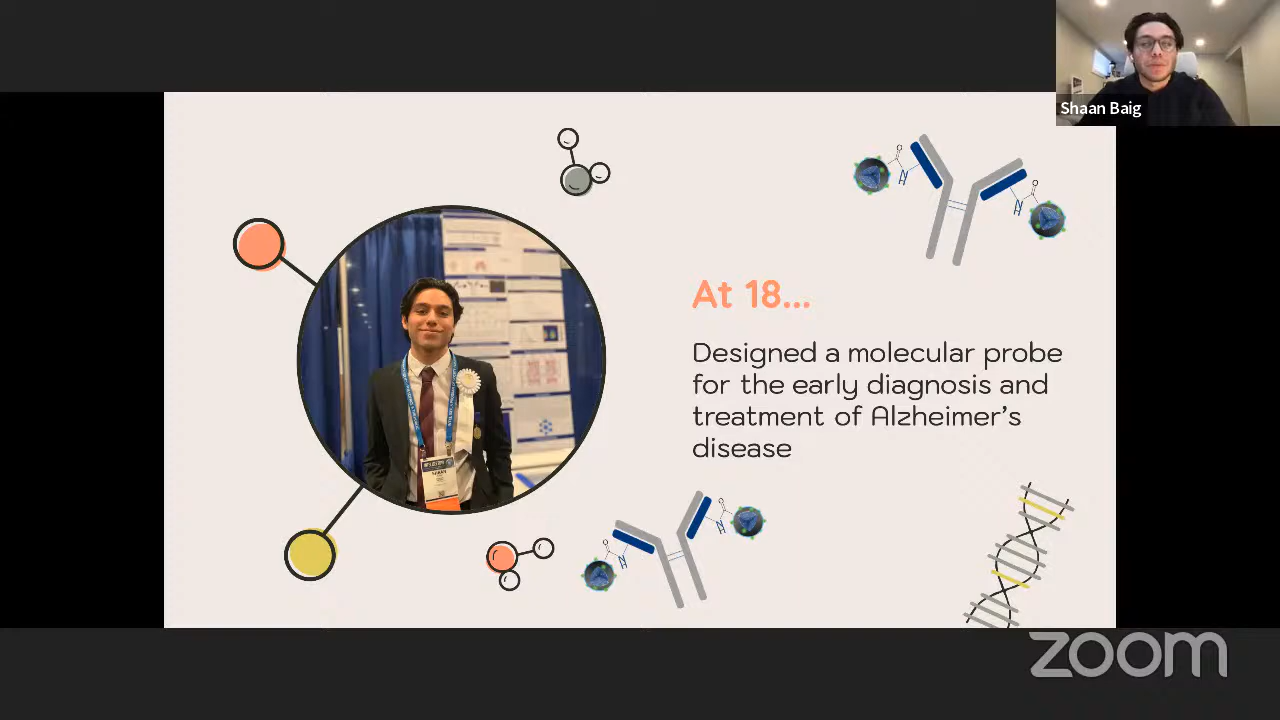 Shaan Baig
At 18...
Designed a molecular probe
for the early diagnosis and
treatment of Alzheimer's
disease
zoom